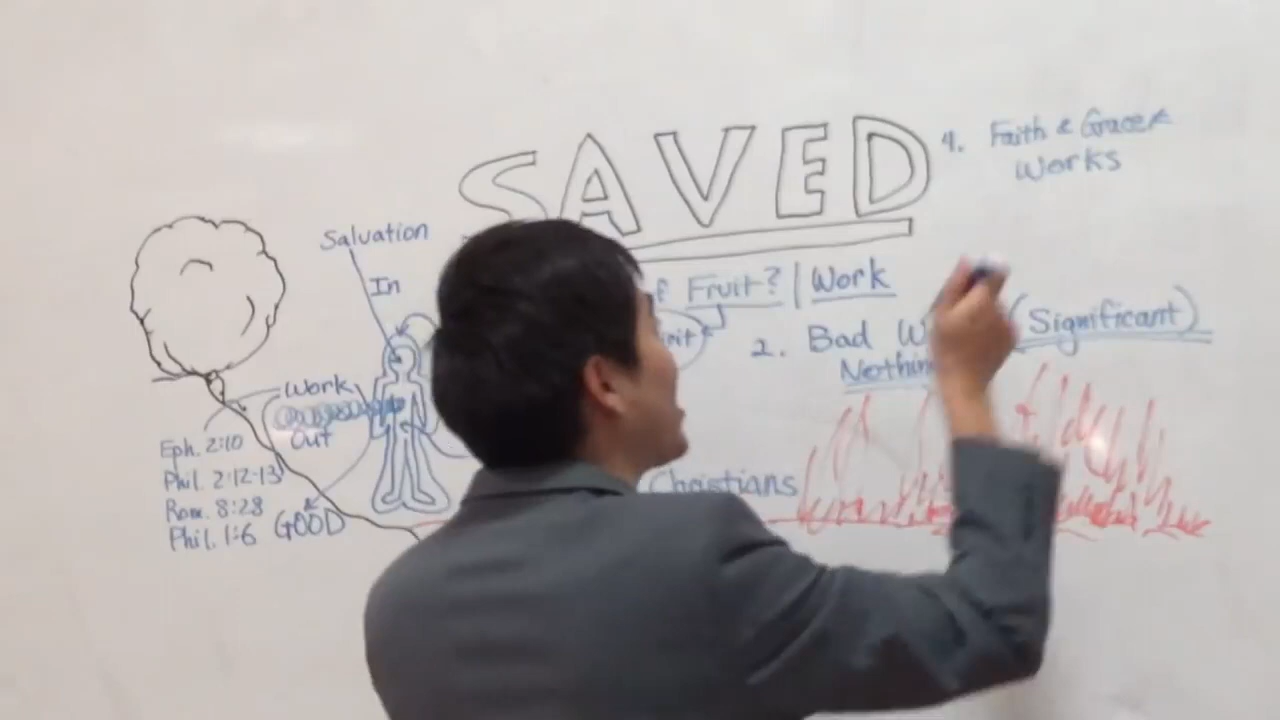 SAVED
4. Faith & Grace &
Works
Salvation
In
Fruit? | Work
2. Bad W
(Significant)
Nothin
Work
Out
Eph. 2:10
Phil. 2:12-13
Rom. 8:28
Phil. 1:6
GOOD
Christians